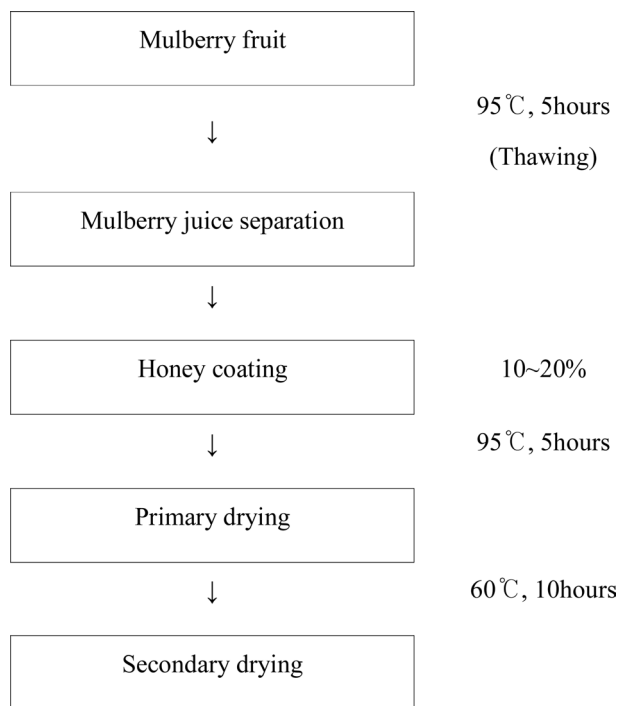 Mulberry fruit
↓
95℃, 5hours
(Thawing)
Mulberry juice separation
↓
Honey coating
10~20%
↓
95℃, 5hours
Primary drying
↓
60℃, 10hours
Secondary drying